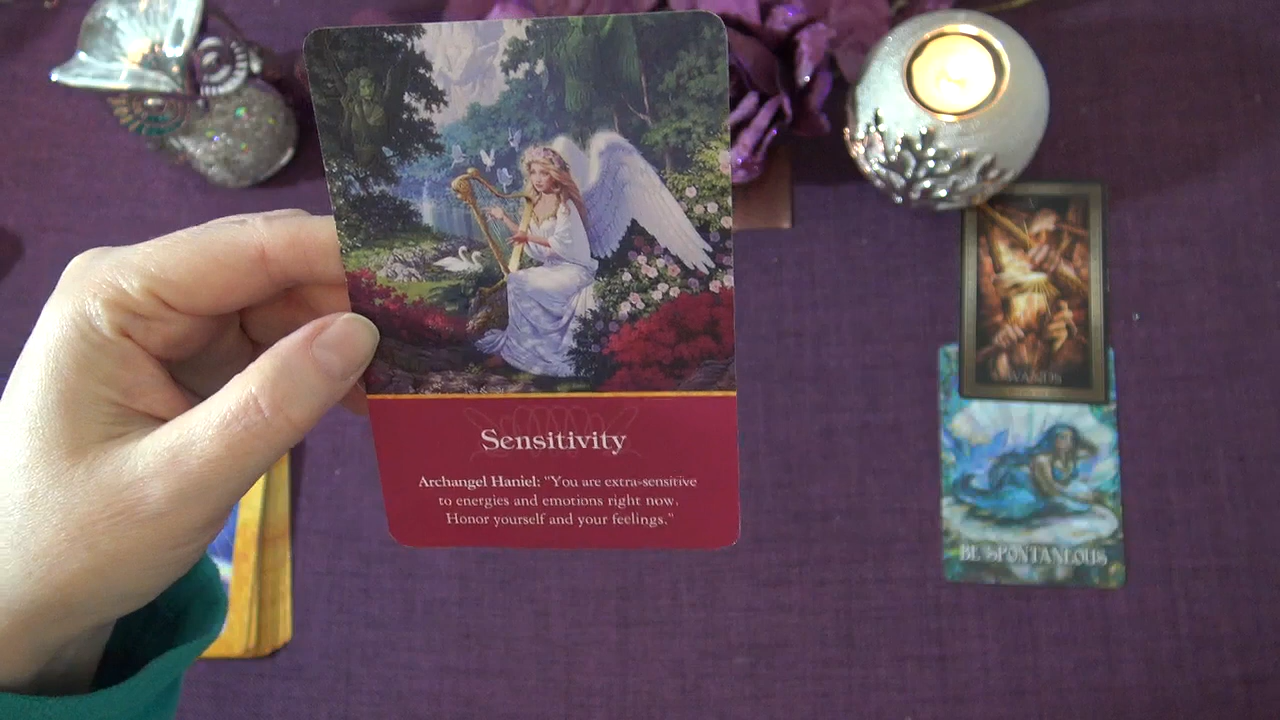 Sensitivity
Archangel Haniel: "You are extra-sensitive
to energies and emotions right now.
Honor yourself and your feelings."
WANDS
BE SPONTANEOUS